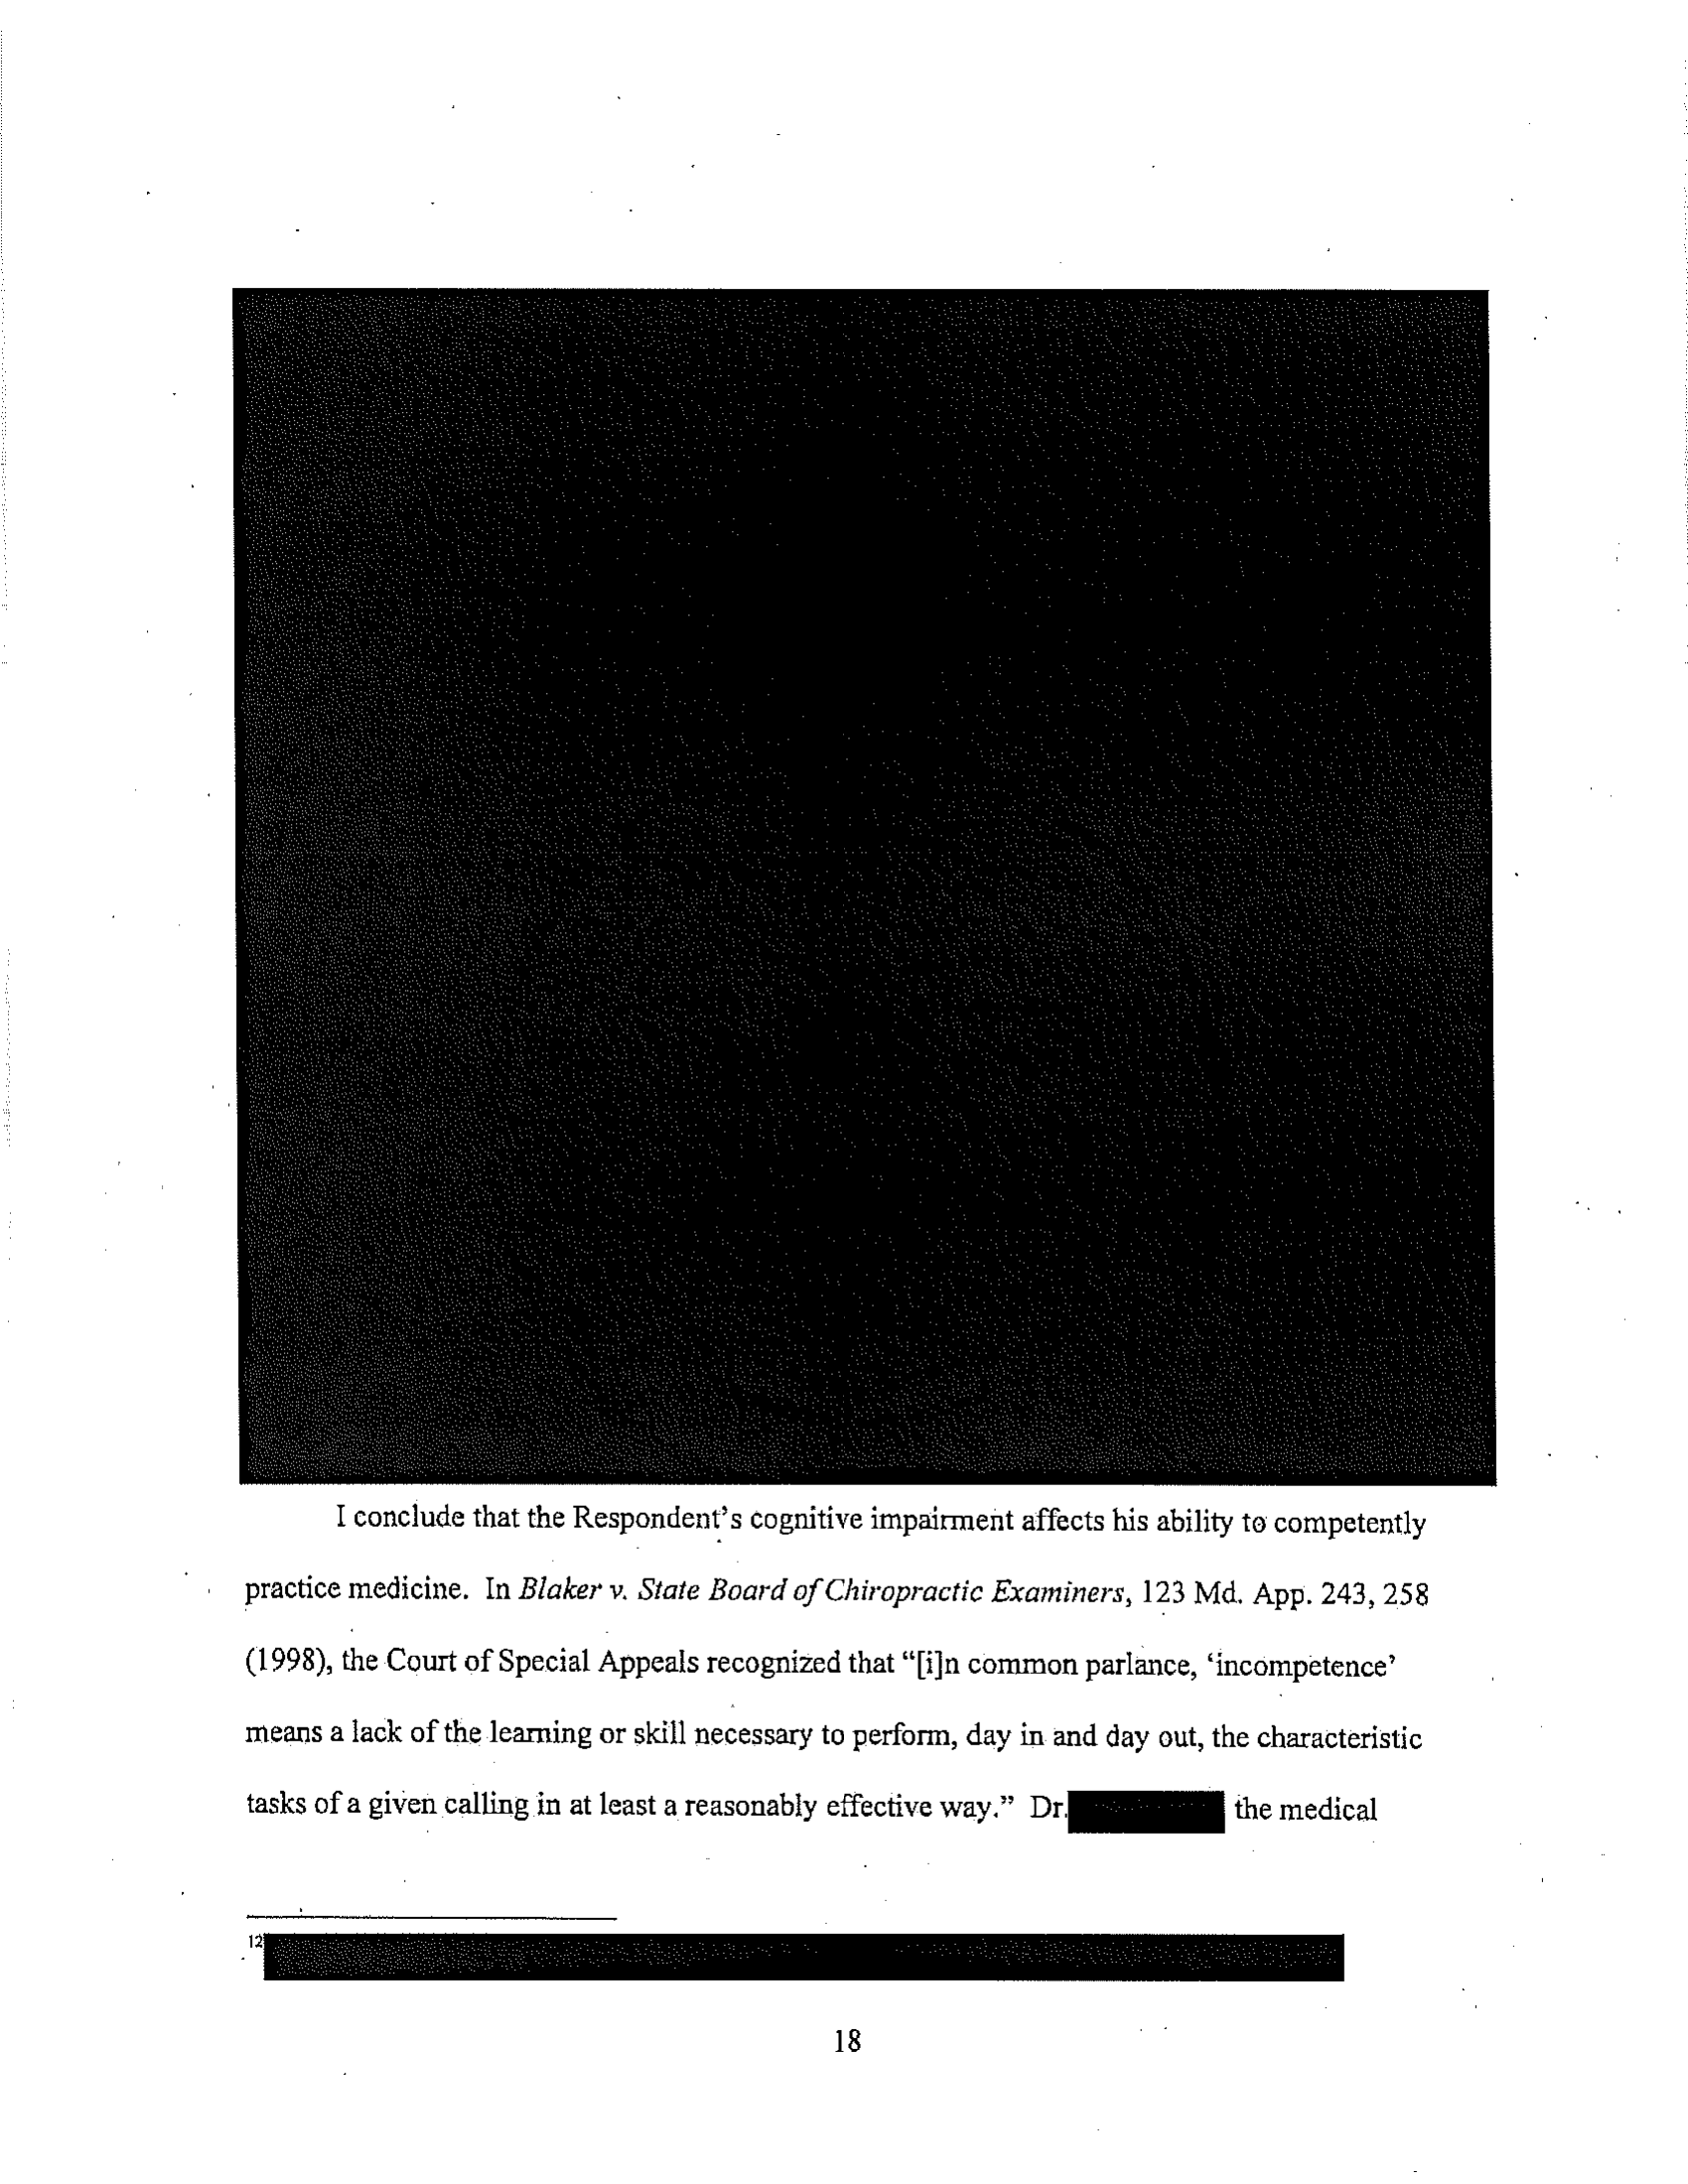 I conclude that the Respondent's cognitive impairment affects his ability to competently
practice medicine. In Blaker v. State Board of Chiropractic Examiners, 123 Md. App. 243, 258
(1998), the Court of Special Appeals recognized that “[i]n common parlance, ‘incompetence’
means a lack of the learning or skill necessary to perform, day in and day out, the characteristic
tasks of a given calling in at least a reasonably effective way.” Dr. the medical
12
18